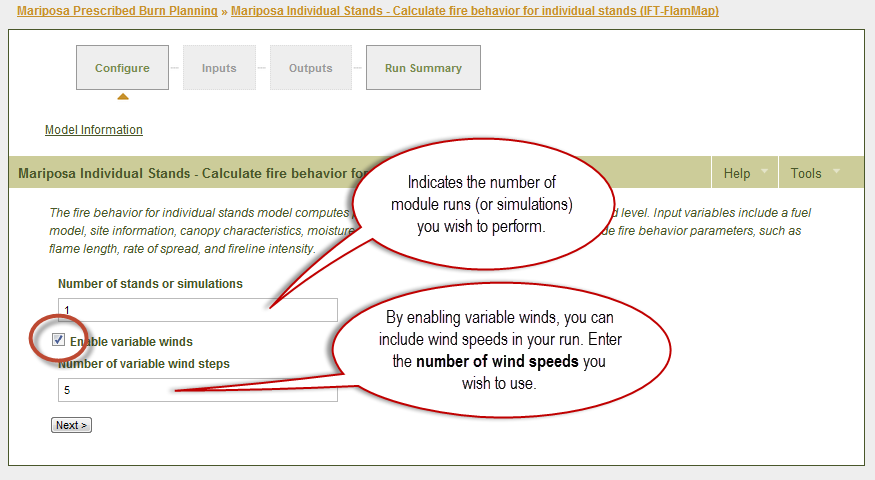 Mariposa Prescribed Burn Planning » Mariposa Individual Stands - Calculate fire behavior for individual stands (IFT-FlamMap)
Configure
Inputs
Outputs
Run Summary
Model Information
Mariposa Individual Stands - Calculate fire behavior for
Help
Tools
The fire behavior for individual stands model computes level. Input variables include a fuel
model, site information, canopy characteristics, moisture fire behavior parameters, such as
flame length, rate of spread, and fireline intensity.
Indicates the number of
module runs (or simulations)
you wish to perform.
Number of stands or simulations
1
Enable variable winds
Number of variable wind steps
5
By enabling variable winds, you can
include wind speeds in your run. Enter
the number of wind speeds you
wish to use.
Next >